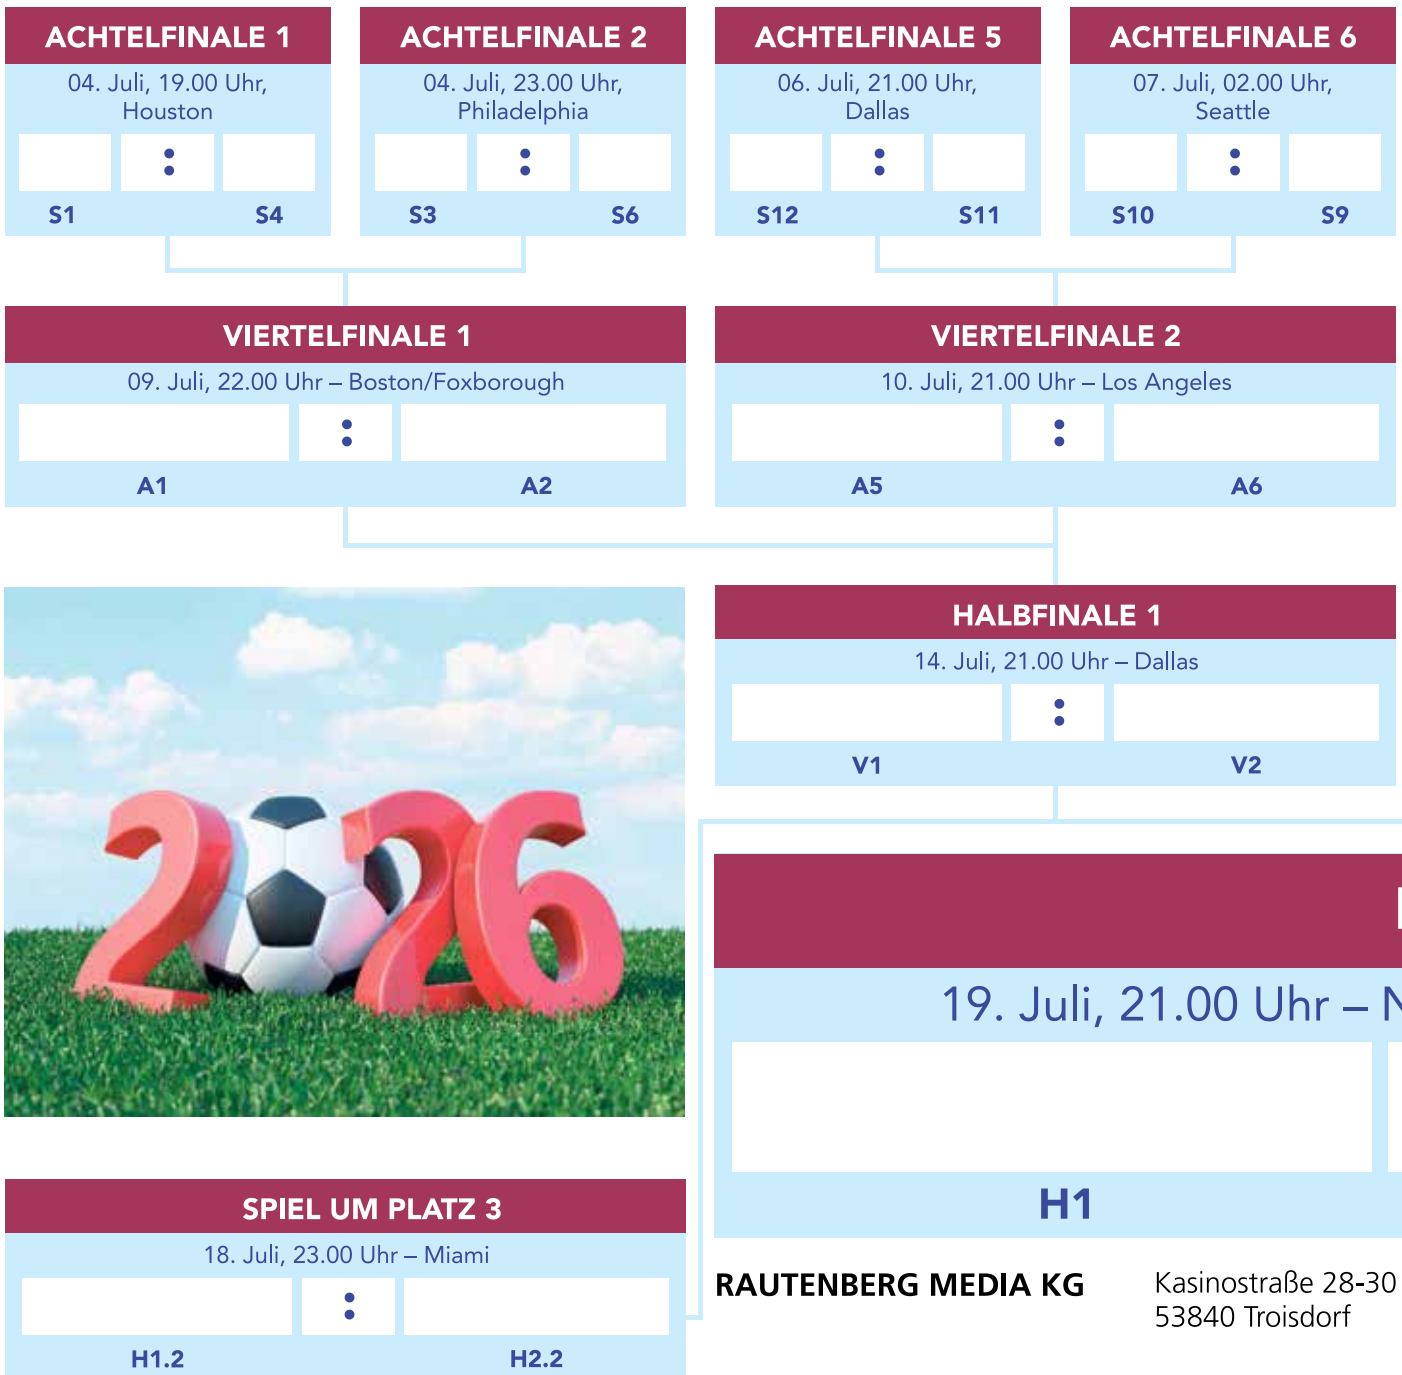 ACHTELFINALE 1
04. Juli, 19.00 Uhr,
Houston
:
S1 S4
ACHTELFINALE 2
04. Juli, 23.00 Uhr,
Philadelphia
:
S3 S6
ACHTELFINALE 5
06. Juli, 21.00 Uhr,
Dallas
:
S12 S11
ACHTELFINALE 6
07. Juli, 02.00 Uhr,
Seattle
:
S10 S9
VIERTELFINALE 1
09. Juli, 22.00 Uhr – Boston/Foxborough
:
A1 A2
VIERTELFINALE 2
10. Juli, 21.00 Uhr – Los Angeles
:
A5 A6
HALBFINALE 1
14. Juli, 21.00 Uhr – Dallas
:
V1 V2
2026
19. Juli, 21.00 Uhr –
H1
SPIEL UM PLATZ 3
18. Juli, 23.00 Uhr – Miami
:
H1.2 H2.2
RAUTENBERG MEDIA KG
Kasinostraße 28-30
53840 Troisdorf